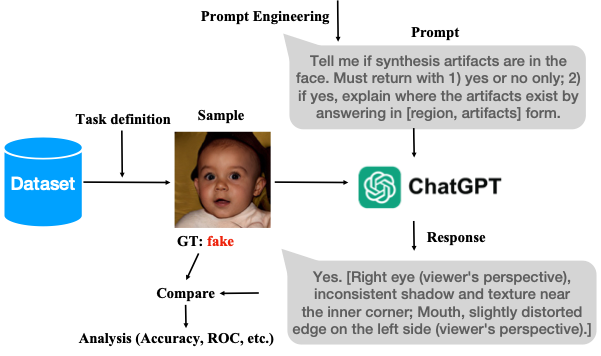 Prompt Engineering
Prompt
Tell me if synthesis artifacts are in the
face. Must return with 1) yes or no only; 2)
if yes, explain where the artifacts exist by
answering in [region, artifacts] form.
Sample
Task definition
Dataset
ChatGPT
GT: fake
Response
Yes. [Right eye (viewer's perspective),
inconsistent shadow and texture near
the inner corner; Mouth, slightly distorted
edge on the left side (viewer's perspective).]
Compare
Analysis (Accuracy, ROC, etc.)